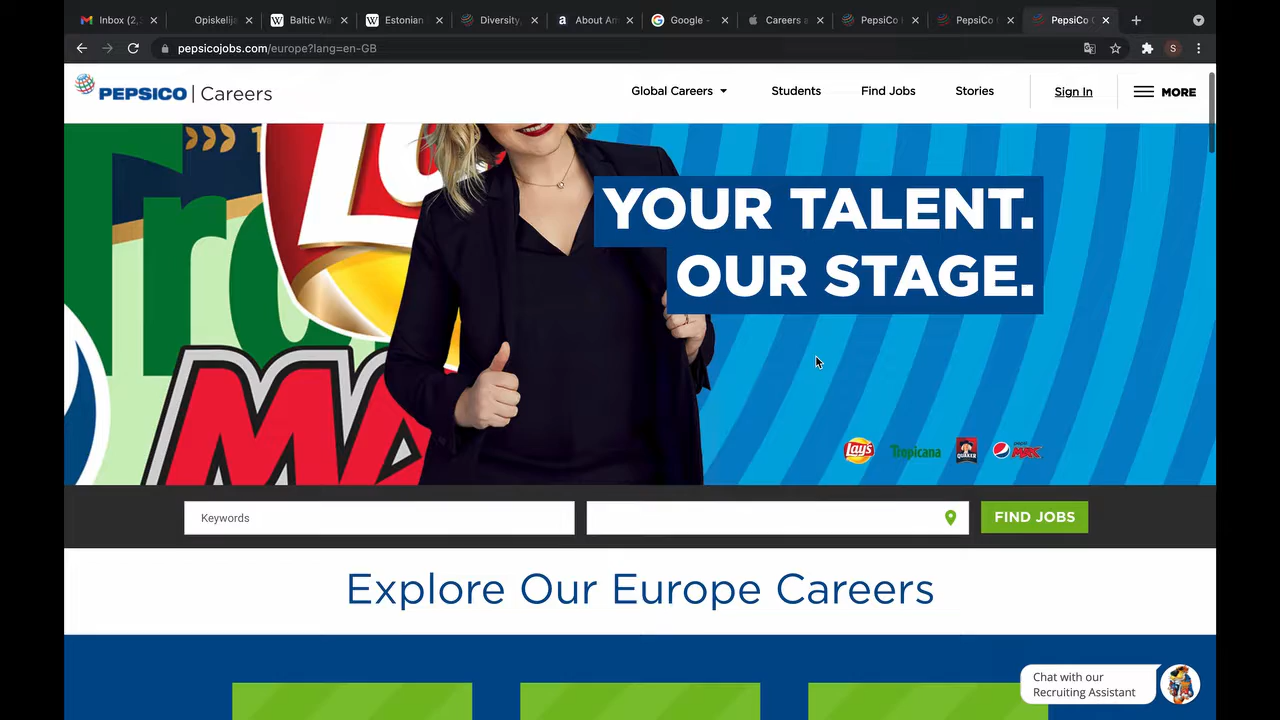 Inbox (2,
Opiskelij
Baltic Wa
Estonian
Diversity,
About Am
Google -
Careers a
PepsiCo
PepsiCo
PepsiCo
S
pepsicojobs.com/europe?lang=en-GB
PEPSICO | Careers
Global Careers
Students
Find Jobs
Stories
Sign In
MORE
YOUR TALENT.
OUR STAGE.
Lay's
Tropicana
QUAKER
pepsi MAX
Keywords
FIND JOBS
Explore Our Europe Careers
Chat with our
Recruiting Assistant